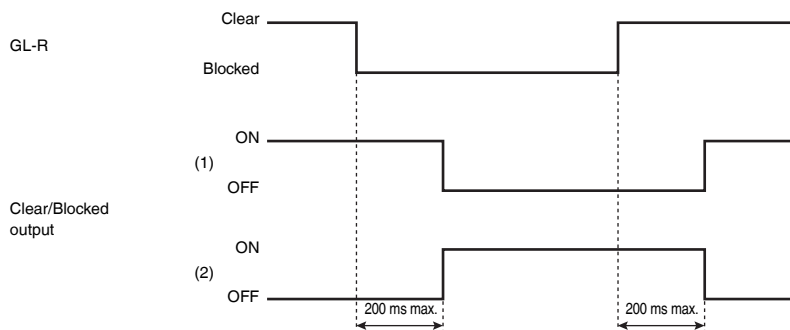 Clear
GL-R
Blocked
ON
(1)
OFF
Clear/Blocked
output
ON
(2)
OFF
200 ms max.
200 ms max.